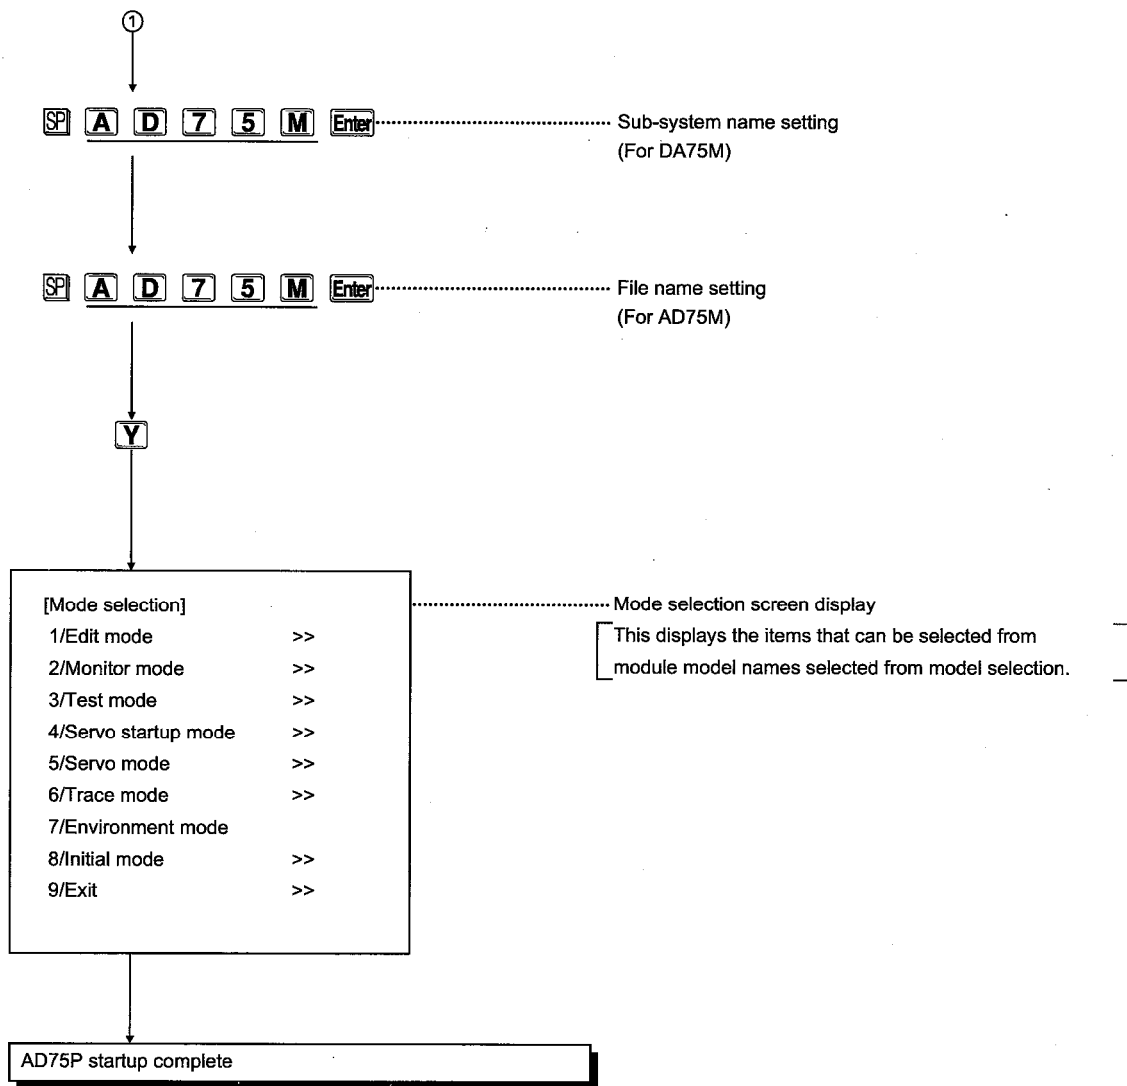 ①
SP A D 7 5 M Enter Sub-system name setting
(For DA75M)
SP A D 7 5 M Enter File name setting
(For AD75M)
Y
[Mode selection] Mode selection screen display
1/Edit mode >> This displays the items that can be selected from
2/Monitor mode >> module model names selected from model selection.
3/Test mode >>
4/Servo startup mode >>
5/Servo mode >>
6/Trace mode >>
7/Environment mode
8/Initial mode >>
9/Exit >>
AD75P startup complete